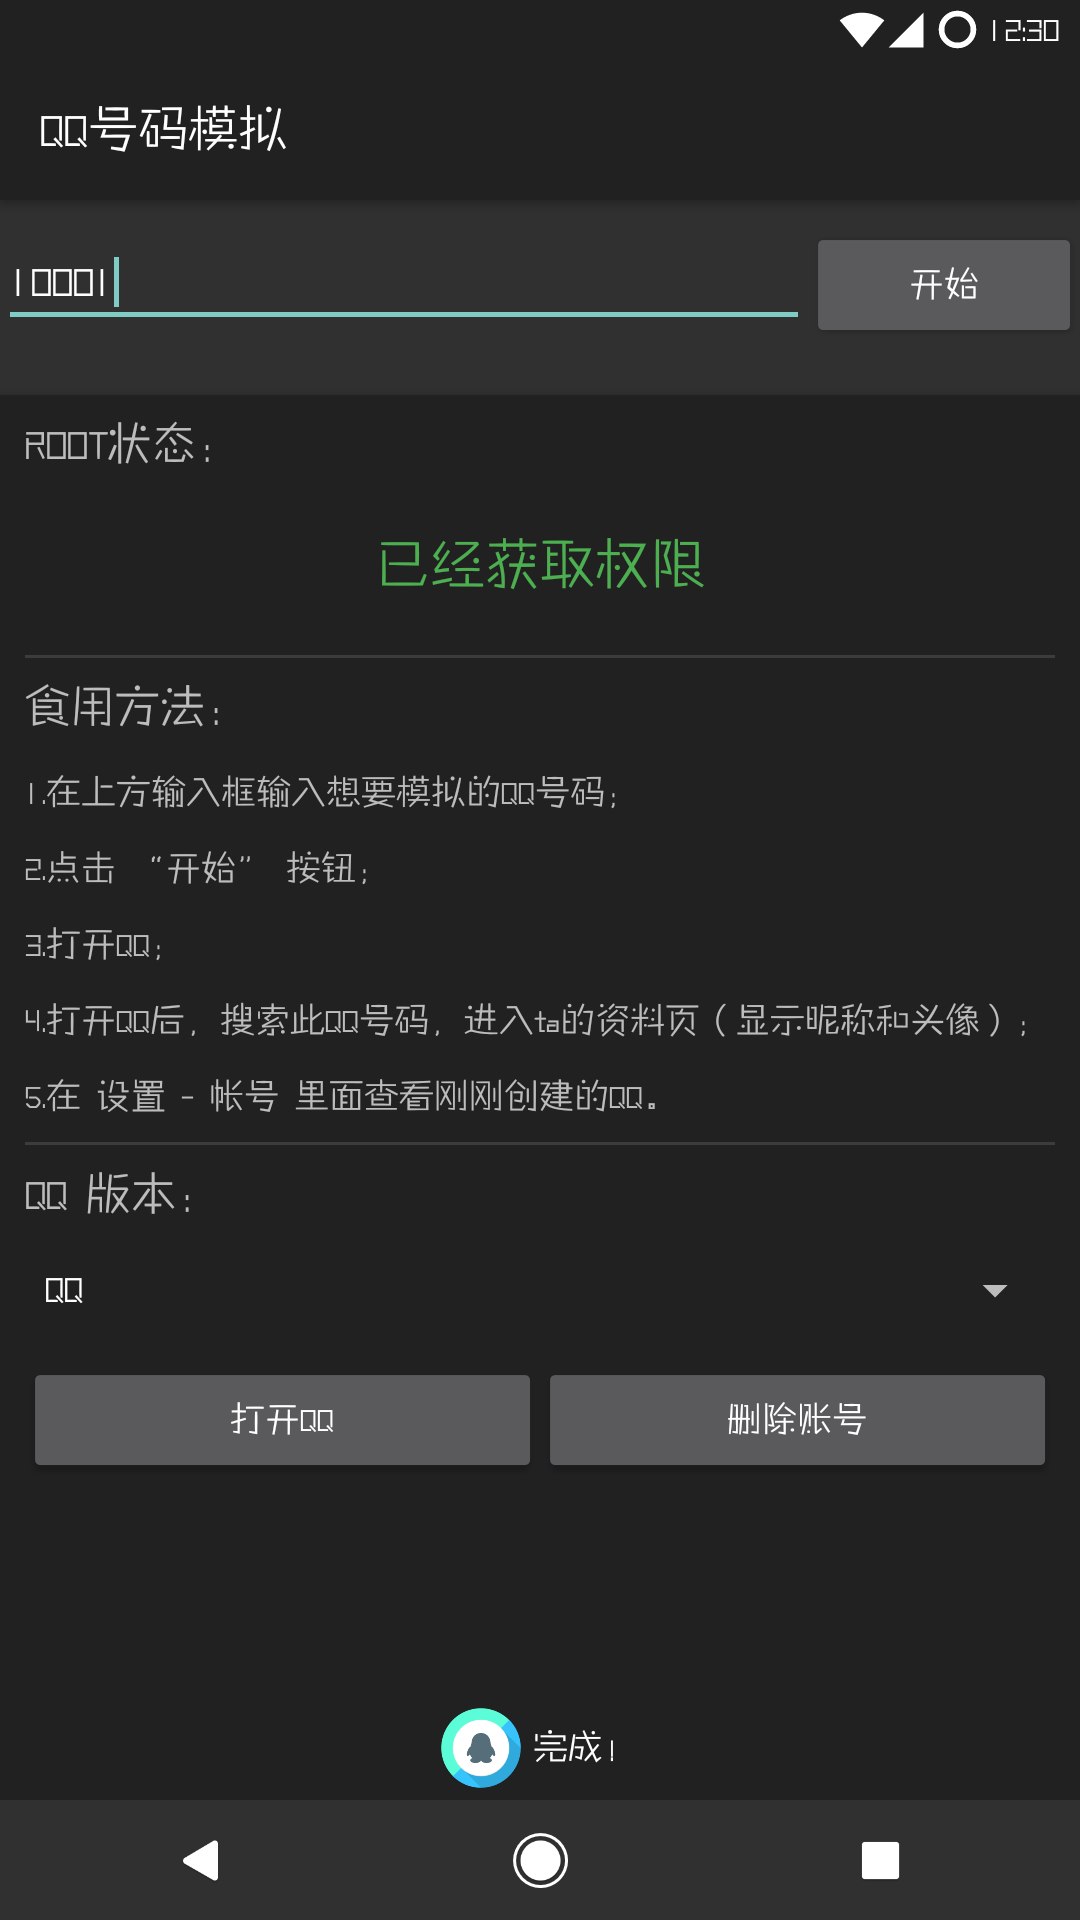 12:30
QQ号码模拟
10001
开始
ROOT状态：
已经获取权限
食用方法：
1.在上方输入框输入想要模拟的QQ号码；
2.点击 “开始” 按钮；
3.打开QQ；
4.打开QQ后，搜索此QQ号码，进入ta的资料页（显示昵称和头像）；
5.在 设置 - 帐号 里面查看刚刚创建的QQ。
QQ 版本：
QQ
打开QQ
删除账号
完成！